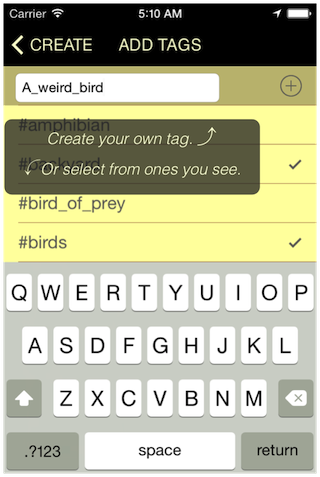 Carrier 5:10 AM
CREATE ADD TAGS
A_weird_bird
#amphibian
Create your own tag.
#backyard
Or select from ones you see.
#bird_of_prey
#birds
Q W E R T Y U I O P
A S D F G H J K L
Z X C V B N M
.?123 space return